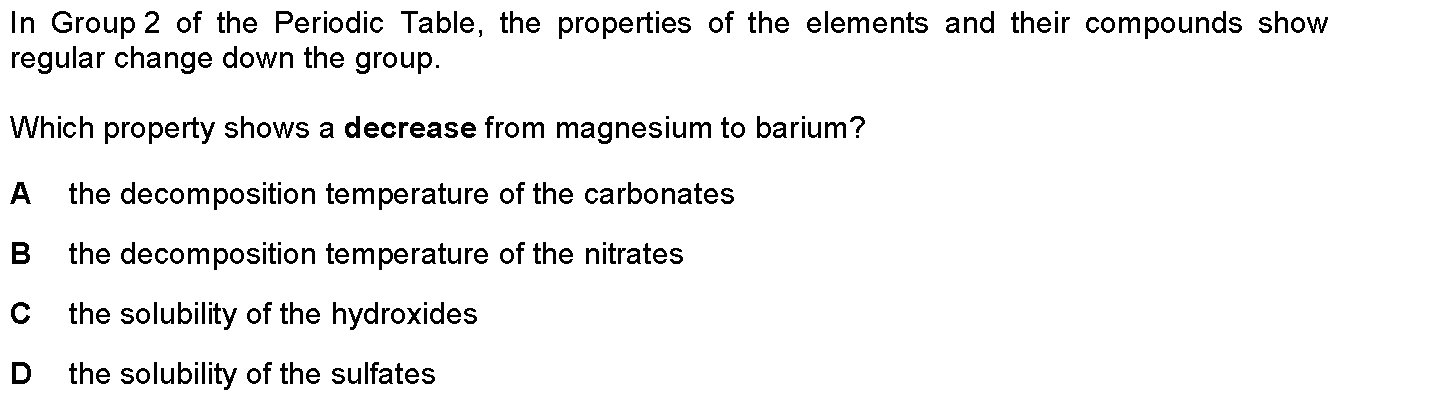 In Group 2 of the Periodic Table, the properties of the elements and their compounds show
regular change down the group.
Which property shows a decrease from magnesium to barium?
A the decomposition temperature of the carbonates
B the decomposition temperature of the nitrates
C the solubility of the hydroxides
D the solubility of the sulfates